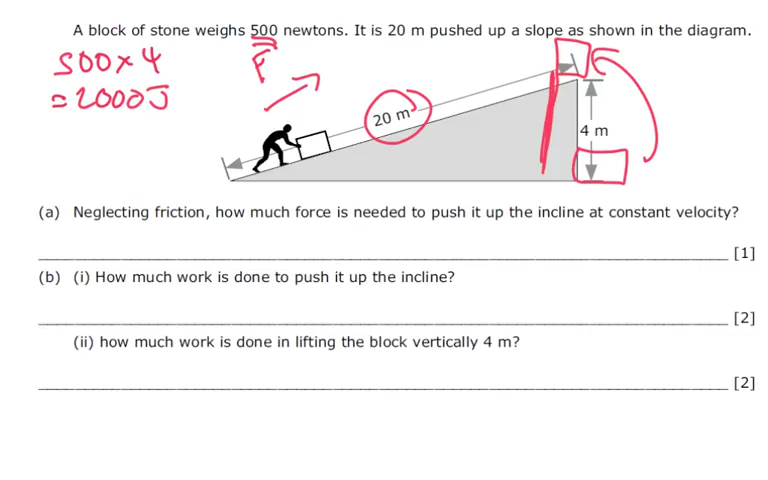 A block of stone weighs 500 newtons. It is 20 m pushed up a slope as shown in the diagram.
500 x 4
= 2000J
F
20 m
4 m
(a) Neglecting friction, how much force is needed to push it up the incline at constant velocity?
[1]
(b) (i) How much work is done to push it up the incline?
[2]
(ii) how much work is done in lifting the block vertically 4 m?
[2]